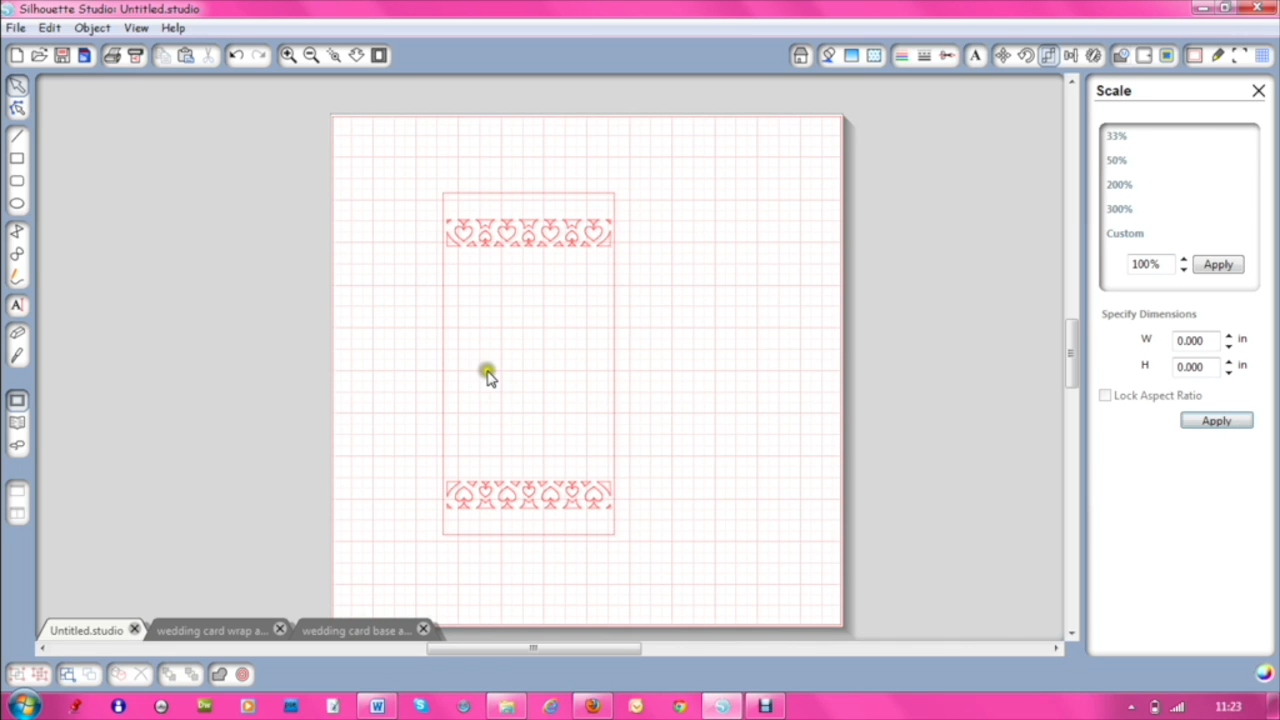 Silhouette Studio: Untitled.studio
File Edit Object View Help
Scale
33%
50%
200%
300%
Custom
100% Apply
Specify Dimensions
W 0.000 in
H 0.000 in
Lock Aspect Ratio
Apply
Untitled.studio wedding card wrap a... wedding card base a...
11:23